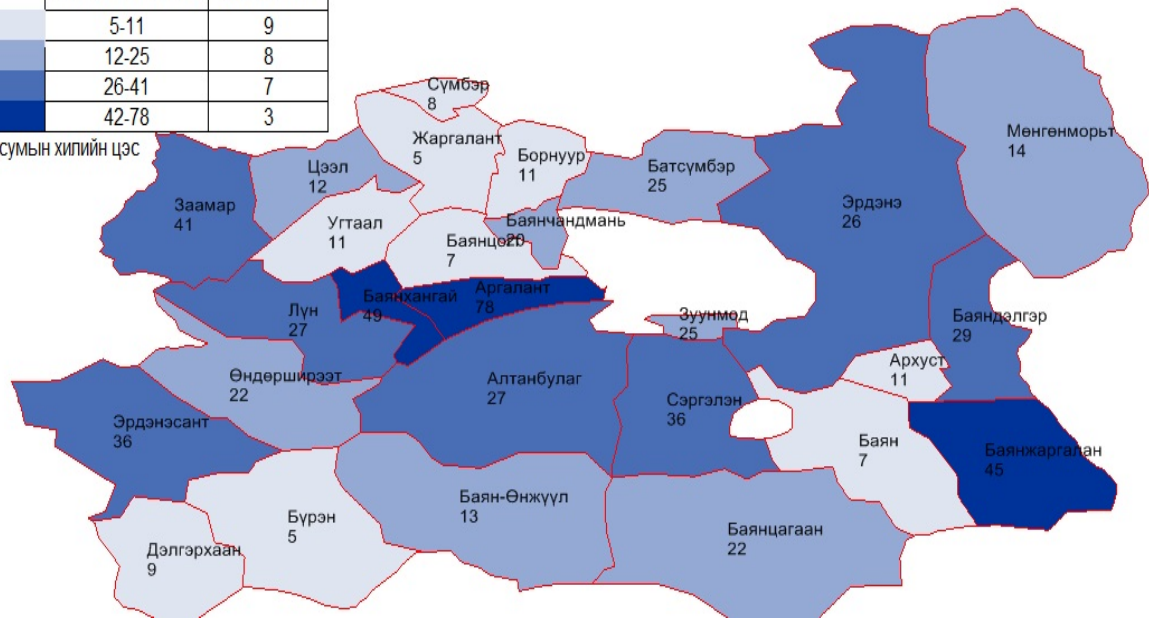 5-11 9
12-25 8
26-41 7
42-78 3
сумын хилийн цэс
Сүмбэр
8
Жаргалант
5
Борнуур
11
Мөнгөнморьт
14
Цээл
12
Батсүмбэр
25
Заамар
41
Эрдэнэ
26
Угтаал
11
Баянчандмань
20
Баянцогт
7
Баянхангай
49
Аргалант
78
Лүн
27
Зуунмод
25
Баяндэлгэр
29
Архуст
11
Өндөрширээт
22
Алтанбулаг
27
Сэргэлэн
36
Эрдэнэсант
36
Баян
7
Баянжаргалан
45
Баян-Өнжүүл
13
Бүрэн
5
Баянцагаан
22
Дэлгэрхаан
9